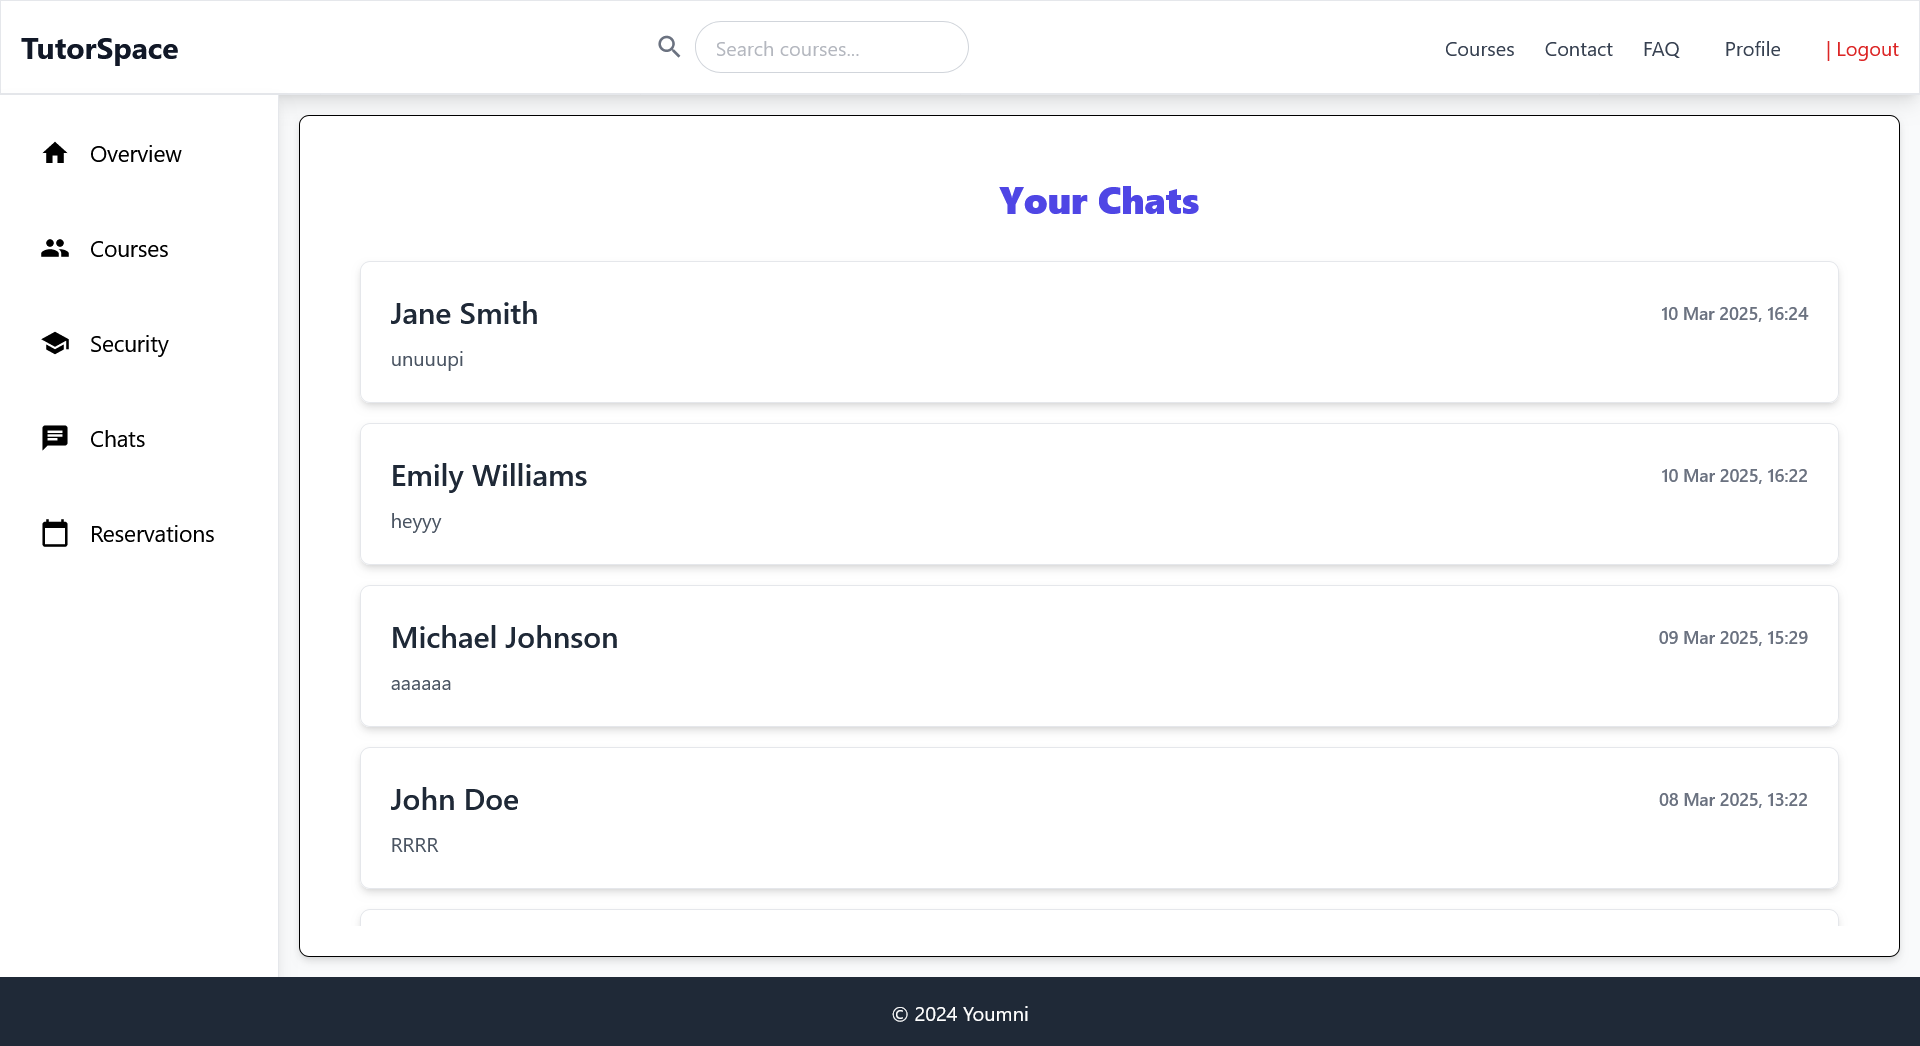 TutorSpace
Search courses...
Courses
Contact
FAQ
Profile
| Logout
Overview
Courses
Security
Chats
Reservations
Your Chats
Jane Smith
10 Mar 2025, 16:24
unuuupi
Emily Williams
10 Mar 2025, 16:22
heyyy
Michael Johnson
09 Mar 2025, 15:29
aaaaaa
John Doe
08 Mar 2025, 13:22
RRRR
© 2024 Youmni